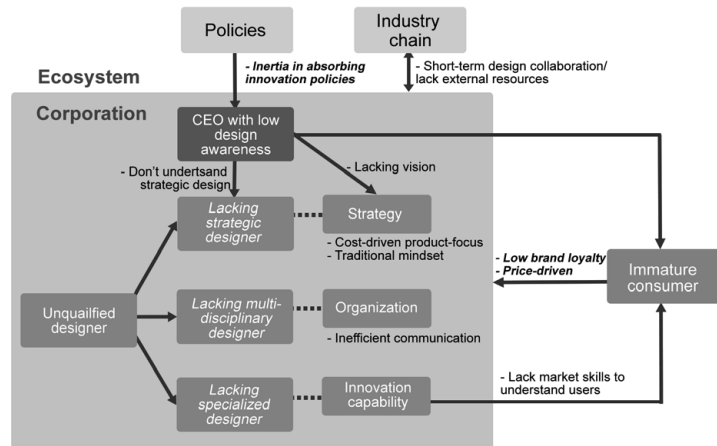 Policies
Industry
chain
- Inertia in absorbing
innovation policies
- Short-term design collaboration/
lack external resources
Ecosystem
Corporation
CEO with low
design
awareness
- Don't undertsand
strategic design
- Lacking vision
Lacking
strategic
designer
Strategy
- Cost-driven product-focus
- Traditional mindset
- Low brand loyalty
- Price-driven
Immature
consumer
Unquailfied
designer
Lacking multi-
disciplinary
designer
Organization
- Inefficient communication
Lacking
specialized
designer
Innovation
capability
- Lack market skills to
understand users